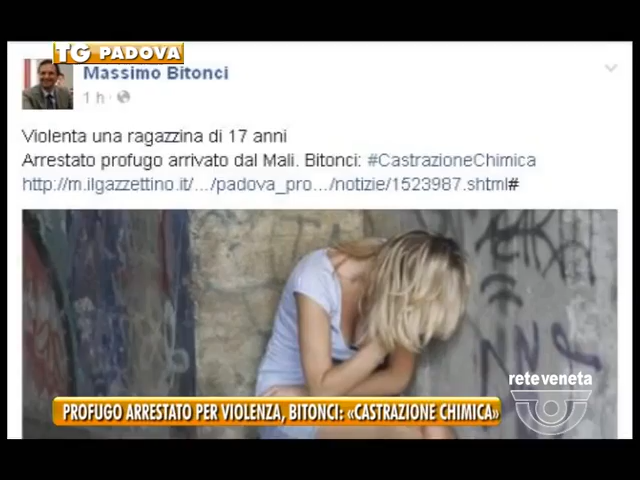 TG PADOVA
Massimo Bitonci
1 h
Violenta una ragazzina di 17 anni
Arrestato profugo arrivato dal Mali. Bitonci: #CastrazioneChimica
http://m.ilgazzettino.it/.../padova_pro.../notizie/1523987.shtml#
reteveneta
PROFUGO ARRESTATO PER VIOLENZA, BITONCI: «CASTRAZIONE CHIMICA»